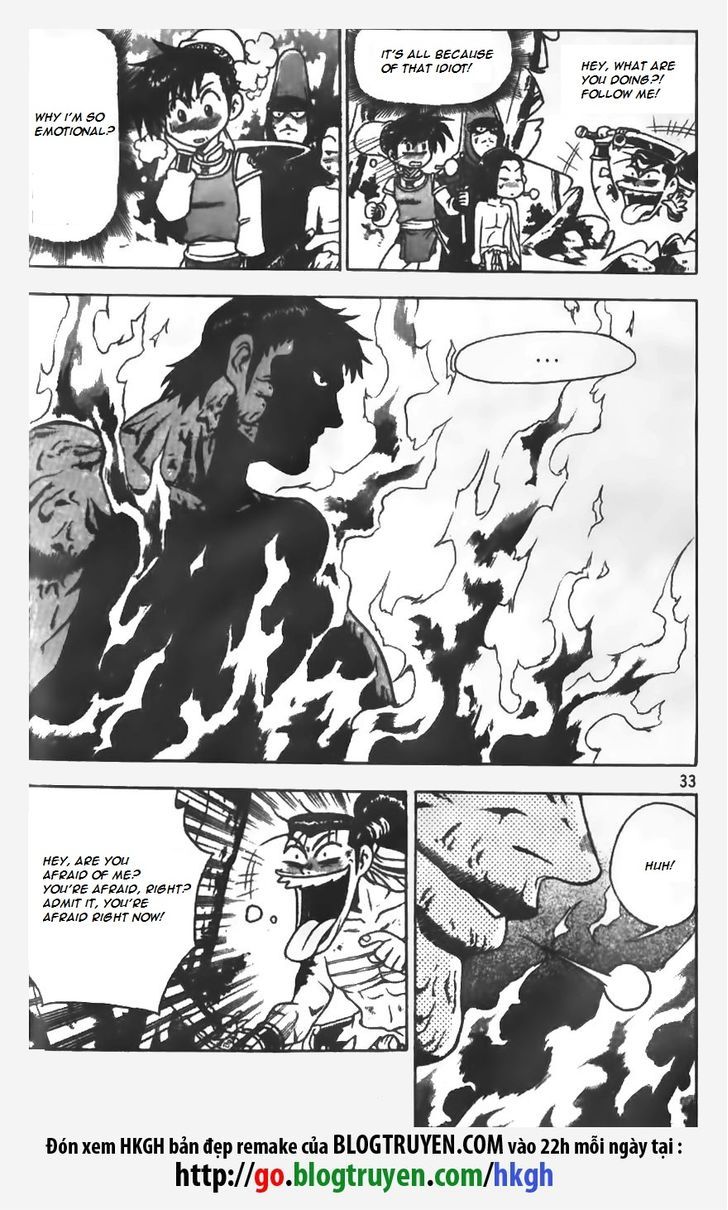 HEY, WHAT ARE
YOU DOING?!
FOLLOW ME!
IT'S ALL BECAUSE
OF THAT IDIOT!
WHY I'M SO
EMOTIONAL?
...
33
HUH!
HEY, ARE YOU
AFRAID OF ME?
YOU'RE AFRAID, RIGHT?
ADMIT IT, YOU'RE
AFRAID RIGHT NOW!
Đón xem HKGH bản đẹp remake của BLOGTRUYEN.COM vào 22h mỗi ngày tại :
http://go.blogtruyen.com/hkgh